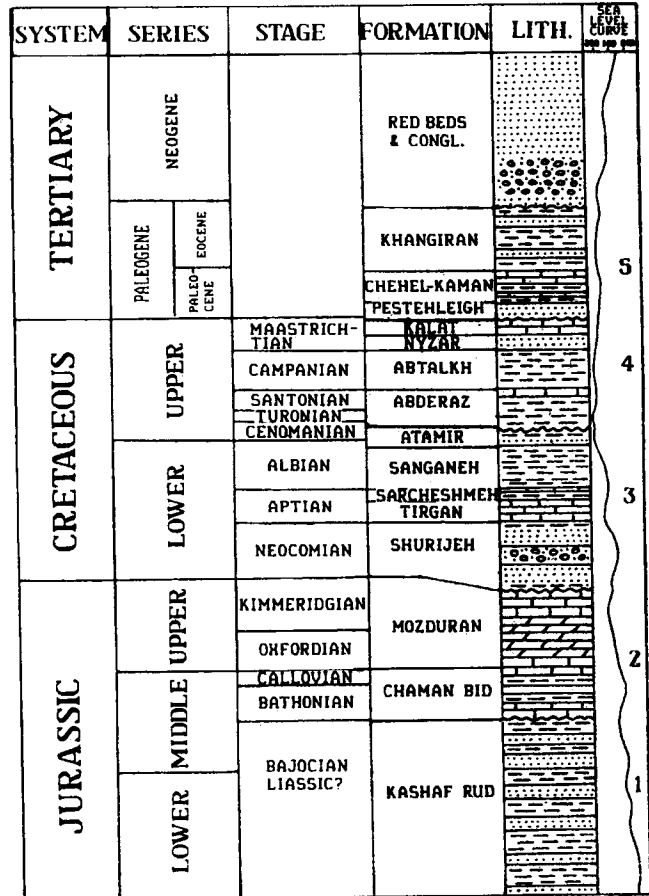 SYSTEM SERIES STAGE FORMATION LITH. SEA
LEVEL
CURVE
TERTIARY
NEOGENE
RED BEDS
& CONGL.
PALEOGENE
EOCENE
KHANGIRAN
5
PALEO-
CENE
CHEHEL-KAMAN
PESTEHLEIGH
CRETACEOUS
UPPER
MAASTRICH-
TIAN
KALAT
NYZAR
CAMPANIAN
ABTALKH
4
SANTONIAN
TURONIAN
ABDERAZ
CENOMANIAN
ATAMIR
LOWER
ALBIAN
SANGANEH
APTIAN
SARCHESHMEH
TIRGAN
3
NEOCOMIAN
SHURIJEH
JURASSIC
UPPER
KIMMERIDGIAN
MOZDURAN
OXFORDIAN
2
MIDDLE
CALLOVIAN
BATHONIAN
CHAMAN BID
BAJOCIAN
LIASSIC?
KASHAF RUD
1
LOWER